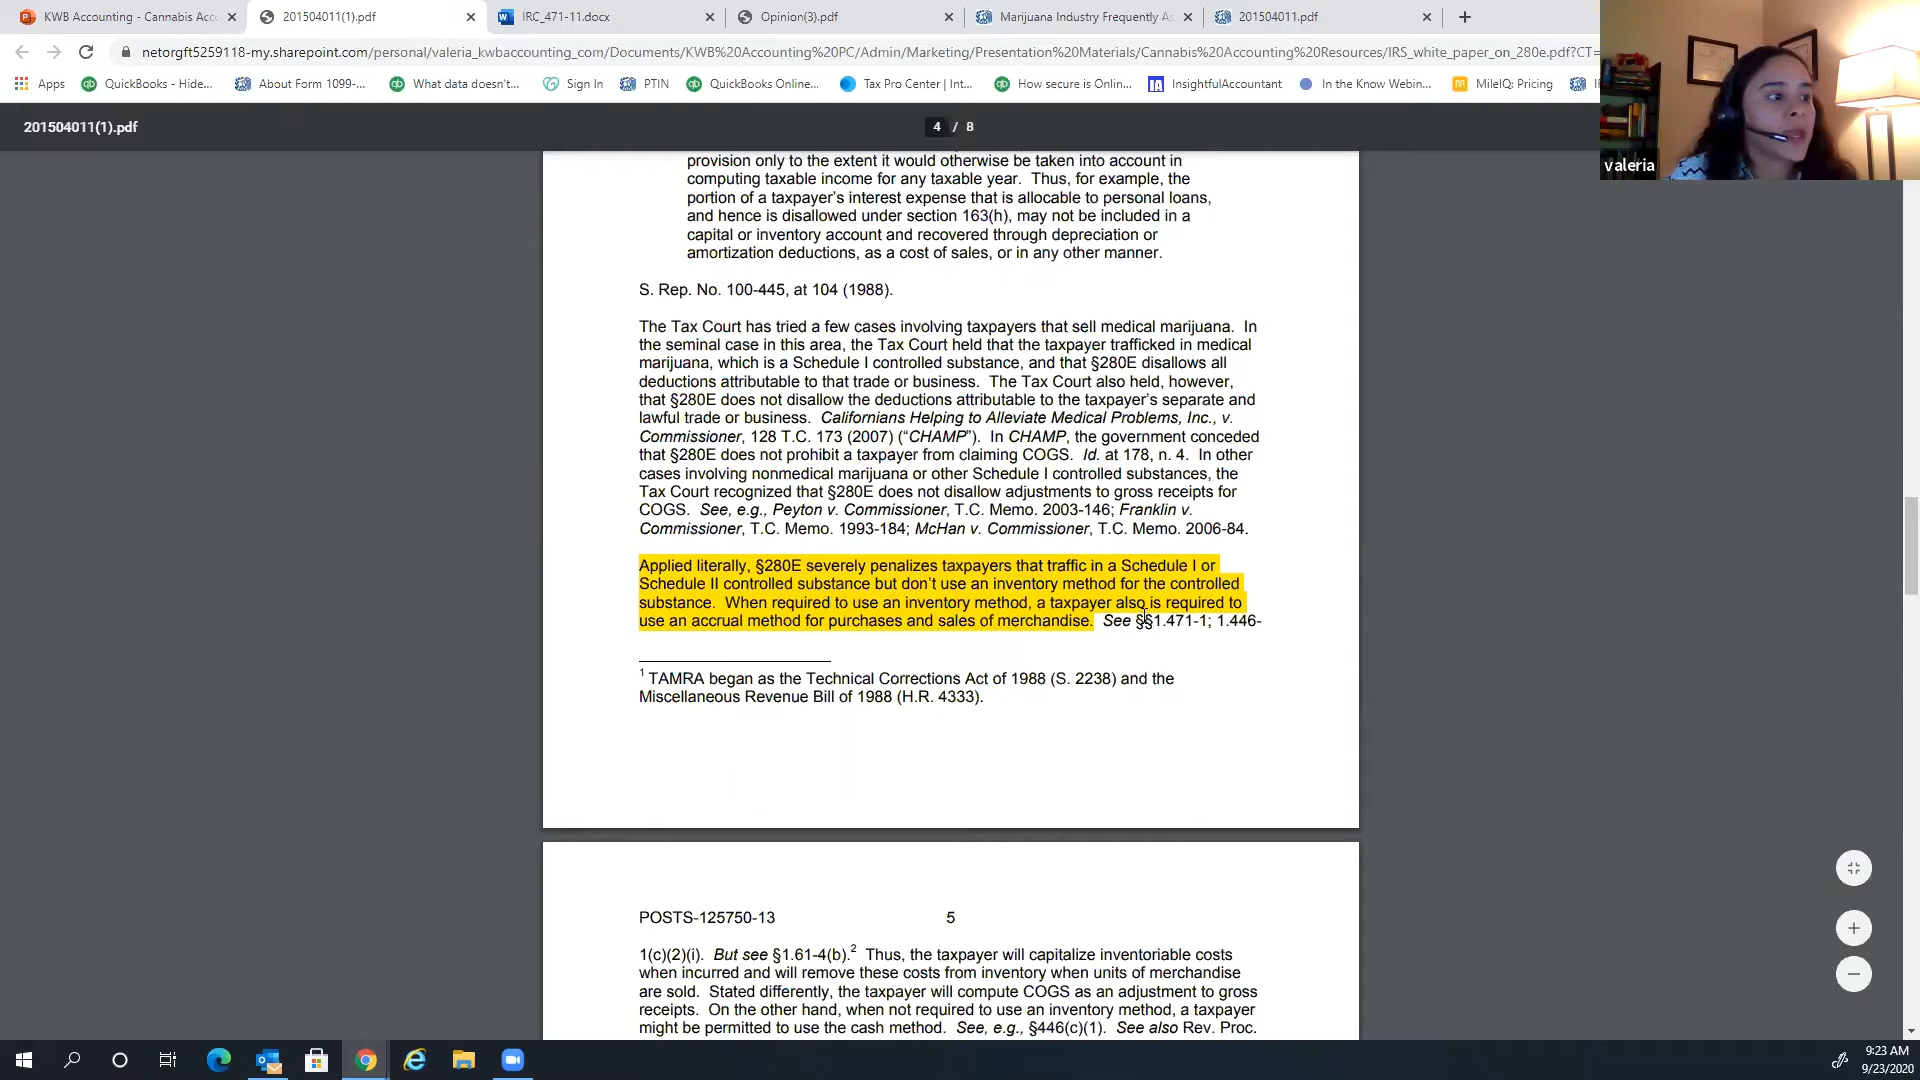 KWB Accounting - Cannabis Acc
201504011(1).pdf
IRC_471-11.docx
Opinion(3).pdf
Marijuana Industry Frequently As
201504011.pdf
netorgft5259118-my.sharepoint.com/personal/valeria_kwbaccounting_com/Documents/KWB%20Accounting%20PC/Admin/Marketing/Presentation%20Materials/Cannabis%20Accounting%20Resources/IRS_white_paper_on_280e.pdf?CT=
Apps
QuickBooks - Hide...
About Form 1099-...
What data doesn't...
Sign In
PTIN
QuickBooks Online...
Tax Pro Center | Int...
How secure is Onlin...
InsightfulAccountant
In the Know Webin...
MileIQ: Pricing
valeria
201504011(1).pdf
4 / 8
provision only to the extent it would otherwise be taken into account in
computing taxable income for any taxable year. Thus, for example, the
portion of a taxpayer's interest expense that is allocable to personal loans,
and hence is disallowed under section 163(h), may not be included in a
capital or inventory account and recovered through depreciation or
amortization deductions, as a cost of sales, or in any other manner.
S. Rep. No. 100-445, at 104 (1988).
The Tax Court has tried a few cases involving taxpayers that sell medical marijuana. In
the seminal case in this area, the Tax Court held that the taxpayer trafficked in medical
marijuana, which is a Schedule I controlled substance, and that §280E disallows all
deductions attributable to that trade or business. The Tax Court also held, however,
that §280E does not disallow the deductions attributable to the taxpayer's separate and
lawful trade or business. Californians Helping to Alleviate Medical Problems, Inc., v.
Commissioner, 128 T.C. 173 (2007) ("CHAMP"). In CHAMP, the government conceded
that §280E does not prohibit a taxpayer from claiming COGS. Id. at 178, n. 4. In other
cases involving nonmedical marijuana or other Schedule I controlled substances, the
Tax Court recognized that §280E does not disallow adjustments to gross receipts for
COGS. See, e.g., Peyton v. Commissioner, T.C. Memo. 2003-146; Franklin v.
Commissioner, T.C. Memo. 1993-184; McHan v. Commissioner, T.C. Memo. 2006-84.
Applied literally, §280E severely penalizes taxpayers that traffic in a Schedule I or
Schedule II controlled substance but don't use an inventory method for the controlled
substance. When required to use an inventory method, a taxpayer also is required to
use an accrual method for purchases and sales of merchandise. See §§1.471-1; 1.446-
1 TAMRA began as the Technical Corrections Act of 1988 (S. 2238) and the
Miscellaneous Revenue Bill of 1988 (H.R. 4333).
POSTS-125750-13 5
1(c)(2)(i). But see §1.61-4(b).2 Thus, the taxpayer will capitalize inventoriable costs
when incurred and will remove these costs from inventory when units of merchandise
are sold. Stated differently, the taxpayer will compute COGS as an adjustment to gross
receipts. On the other hand, when not required to use an inventory method, a taxpayer
might be permitted to use the cash method. See, e.g., §446(c)(1). See also Rev. Proc.
9:23 AM
9/23/2020